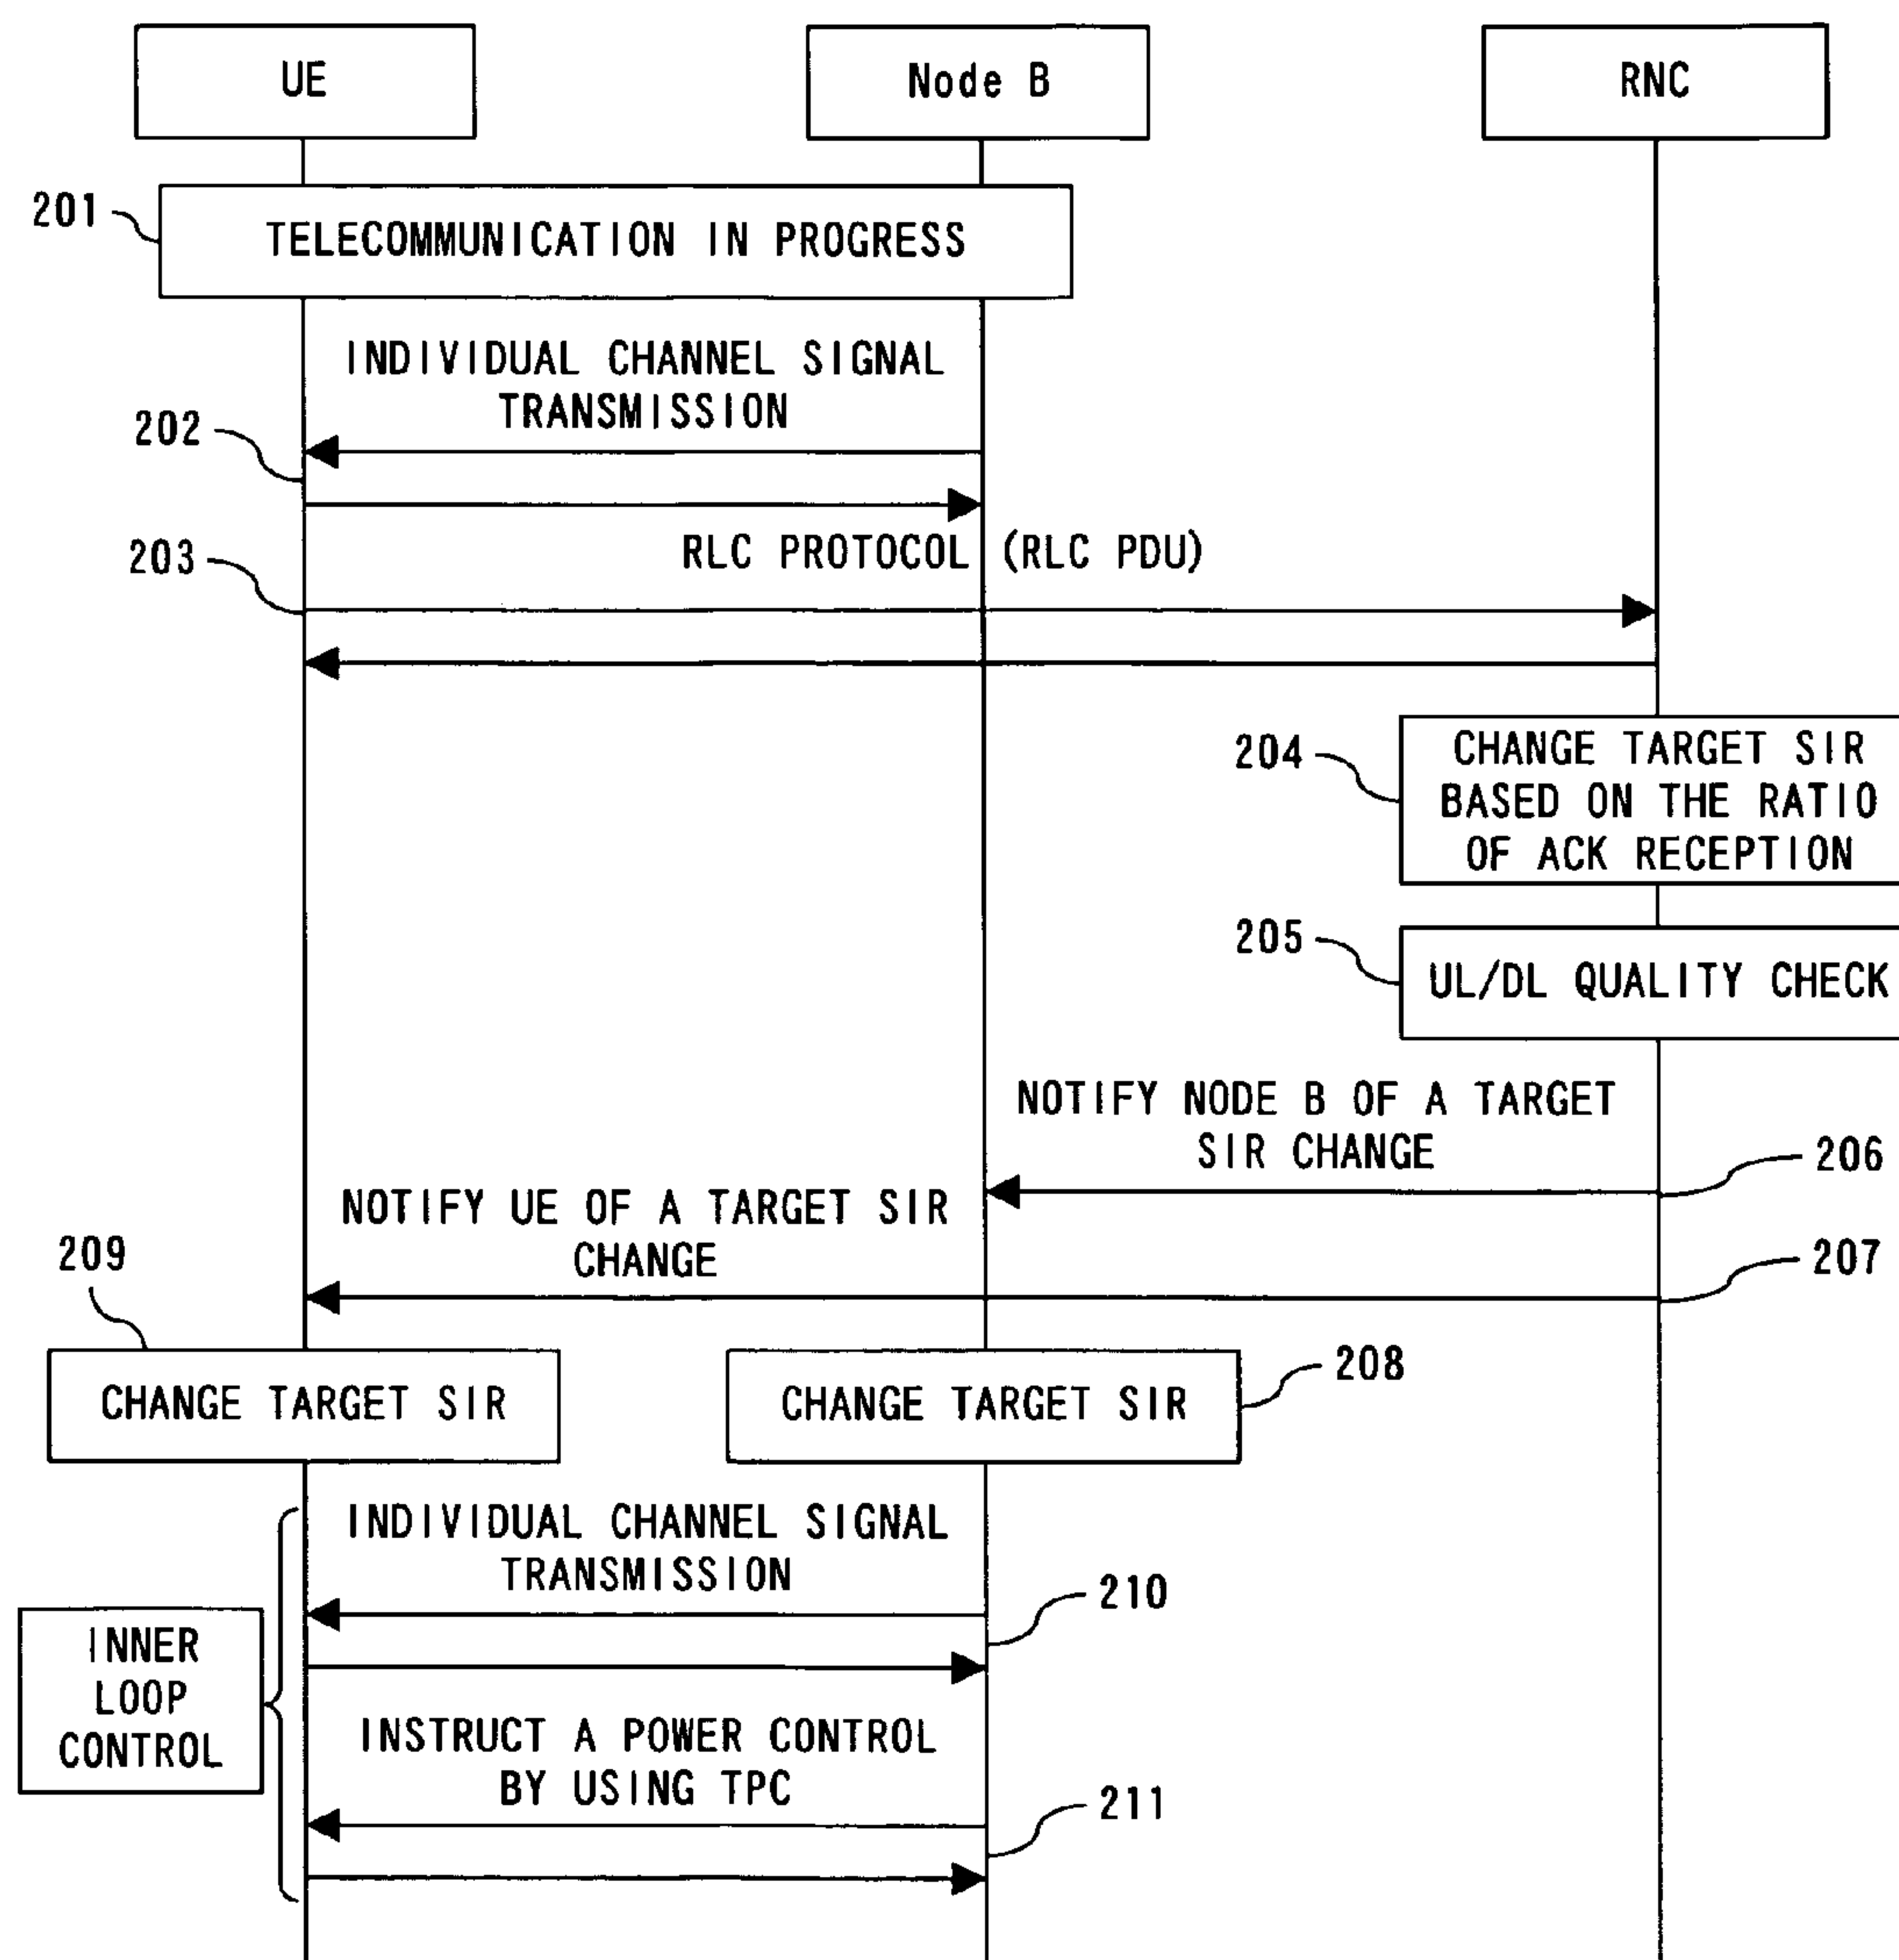 UE
Node B
RNC
201
TELECOMMUNICATION IN PROGRESS
INDIVIDUAL CHANNEL SIGNAL
TRANSMISSION
202
203
RLC PROTOCOL (RLC PDU)
204
CHANGE TARGET SIR
BASED ON THE RATIO
OF ACK RECEPTION
205
UL/DL QUALITY CHECK
NOTIFY NODE B OF A TARGET
SIR CHANGE
206
NOTIFY UE OF A TARGET SIR
CHANGE
207
209
CHANGE TARGET SIR
CHANGE TARGET SIR
208
INDIVIDUAL CHANNEL SIGNAL
TRANSMISSION
210
INNER
LOOP
CONTROL
INSTRUCT A POWER CONTROL
BY USING TPC
211